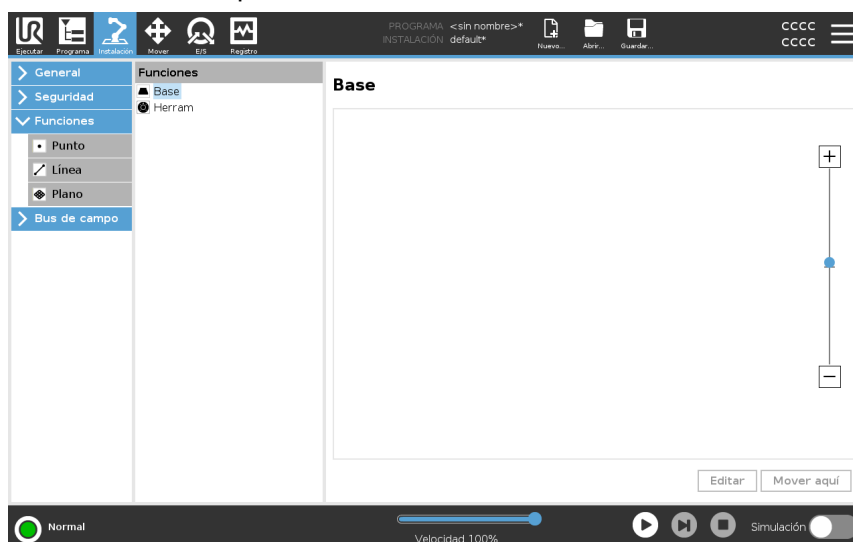 UR
PROGRAMA <sin nombre>*
INSTALACIÓN default*
CCCC
CCCC
Ejecutar Programa Instalación Mover E/S Registro Nuevo... Abrir... Guardar...
General
Seguridad
Funciones
Punto
Línea
Plano
Bus de campo
Funciones
Base
Herram
Base
Editar Mover aquí
Normal
Velocidad 100%
Simulación